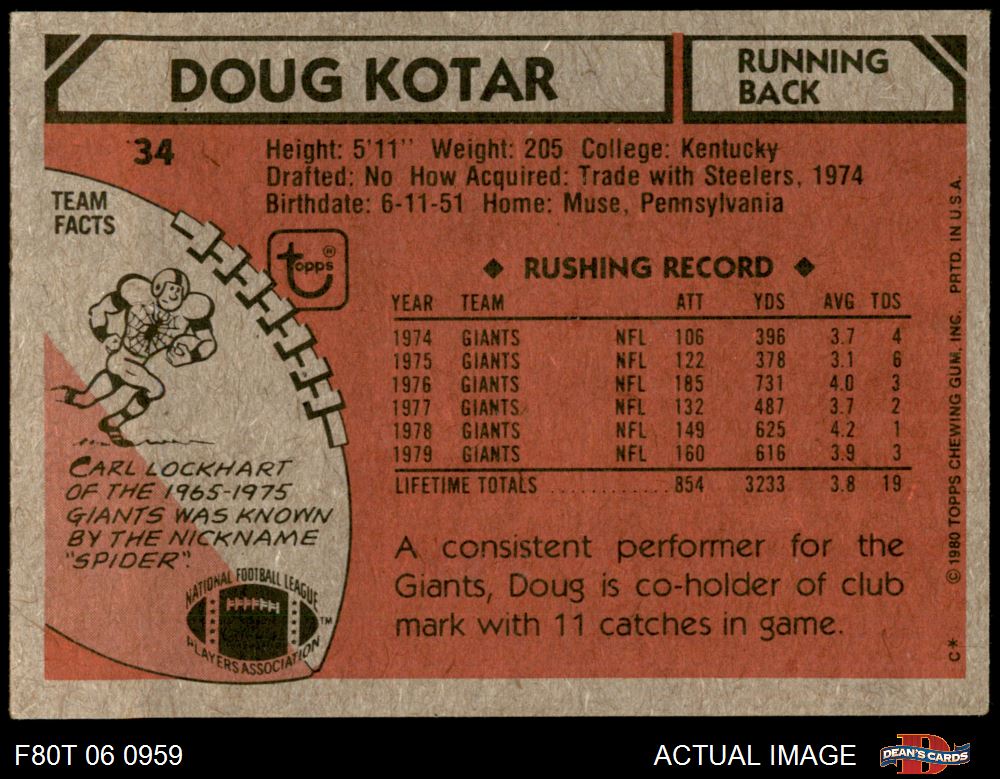 DOUG KOTAR
RUNNING
BACK
34
Height: 5'11" Weight: 205 College: Kentucky
Drafted: No How Acquired: Trade with Steelers, 1974
Birthdate: 6-11-51 Home: Muse, Pennsylvania
TEAM
FACTS
topps®
◆ RUSHING RECORD ◆
YEAR TEAM ATT YDS AVG TDS
1974 GIANTS NFL 106 396 3.7 4
1975 GIANTS NFL 122 378 3.1 6
1976 GIANTS NFL 185 731 4.0 3
1977 GIANTS NFL 132 487 3.7 2
1978 GIANTS NFL 149 625 4.2 1
1979 GIANTS NFL 160 616 3.9 3
LIFETIME TOTALS ........... 854 3233 3.8 19
CARL LOCKHART
OF THE 1965-1975
GIANTS WAS KNOWN
BY THE NICKNAME
"SPIDER".
NATIONAL FOOTBALL LEAGUE
PLAYERS ASSOCIATION
TM
A consistent performer for the
Giants, Doug is co-holder of club
mark with 11 catches in game.
C* © 1980 TOPPS CHEWING GUM, INC. PRTD. IN U.S.A.
F80T 06 0959
ACTUAL IMAGE
D
DEAN'S CARDS